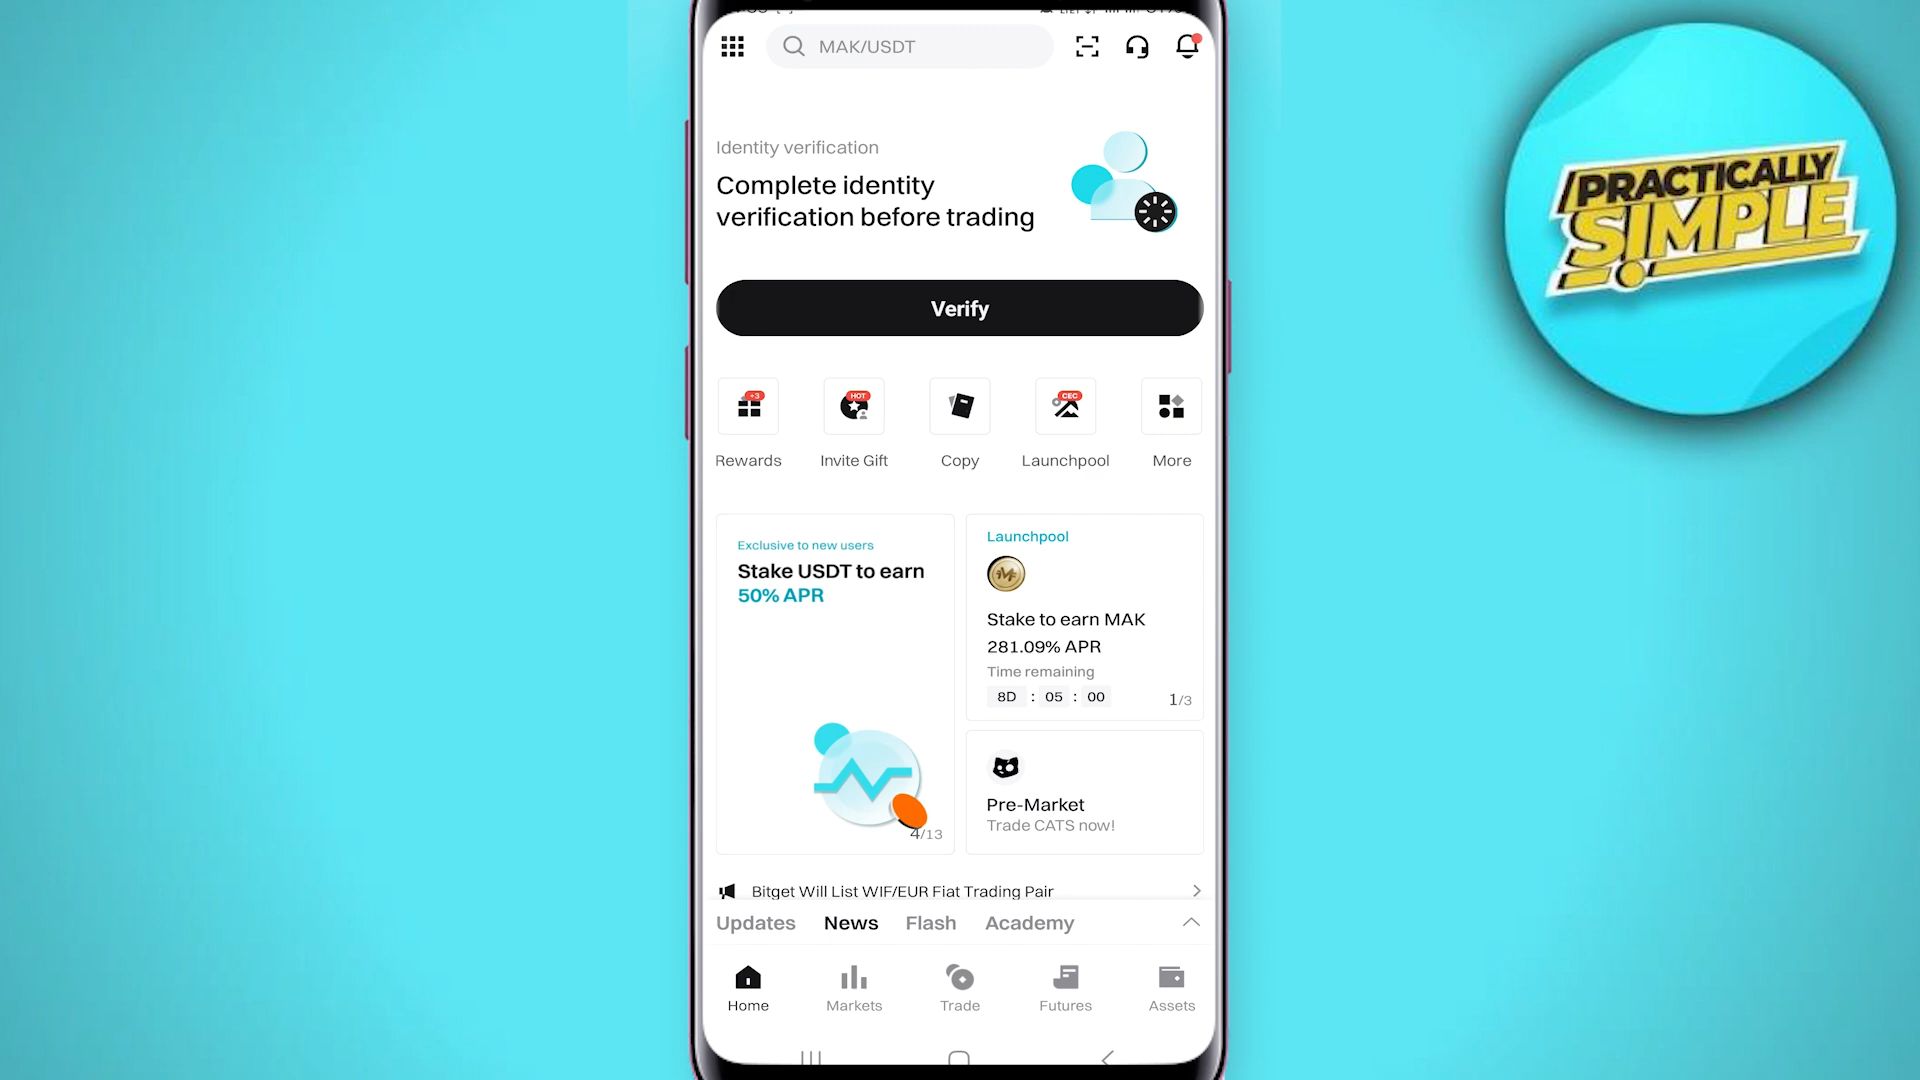 MAK/USDT
PRACTICALLY
SIMPLE
Identity verification
Complete identity
verification before trading
Verify
+3
HOT
CEC
Rewards
Invite Gift
Copy
Launchpool
More
Exclusive to new users
Stake USDT to earn
50% APR
4/13
Launchpool
Stake to earn MAK
281.09% APR
Time remaining
8D : 05 : 00
1/3
Pre-Market
Trade CATS now!
Bitget Will List WIF/EUR Fiat Trading Pair
Updates
News
Flash
Academy
Home
Markets
Trade
Futures
Assets